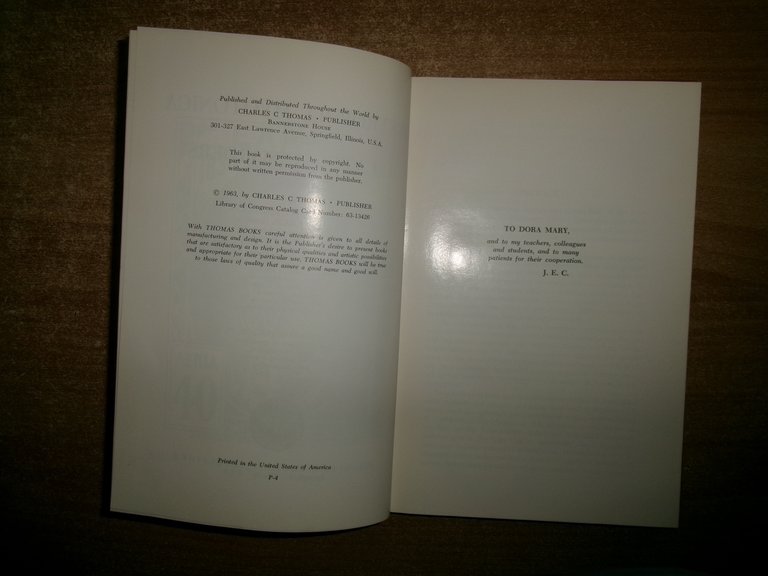 Published and Distributed Throughout the World by
CHARLES C THOMAS • PUBLISHER
BANNERSTONE HOUSE
301-327 East Lawrence Avenue, Springfield, Illinois, U.S.A.
This book is protected by copyright. No
part of it may be reproduced in any manner
without written permission from the publisher.
© 1963, by CHARLES C THOMAS • PUBLISHER
Library of Congress Catalog Card Number: 63-13426
With THOMAS BOOKS careful attention is given to all details of
manufacturing and design. It is the Publisher's desire to present books
that are satisfactory as to their physical qualities and artistic possibilities
and appropriate for their particular use. THOMAS BOOKS will be true
to those laws of quality that assure a good name and good will.
Printed in the United States of America
P-4
TO DORA MARY,
and to my teachers, colleagues
and students, and to many
patients for their cooperation.
J. E. C.